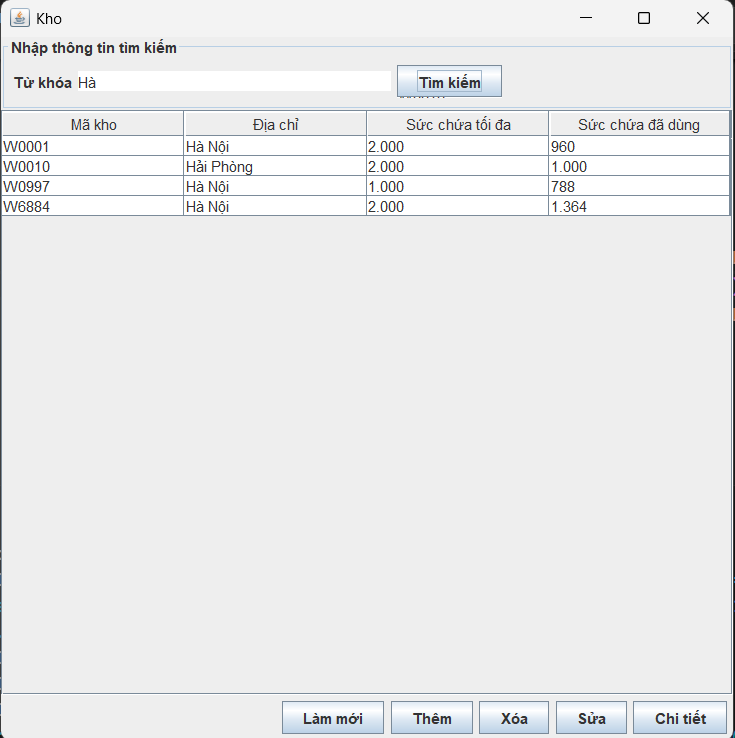 Kho
Nhập thông tin tìm kiếm
Từ khóa Hà Tìm kiếm
Mã kho Địa chỉ Sức chứa tối đa Sức chứa đã dùng
W0001 Hà Nội 2.000 960
W0010 Hải Phòng 2.000 1.000
W0997 Hà Nội 1.000 788
W6884 Hà Nội 2.000 1.364
Làm mới Thêm Xóa Sửa Chi tiết